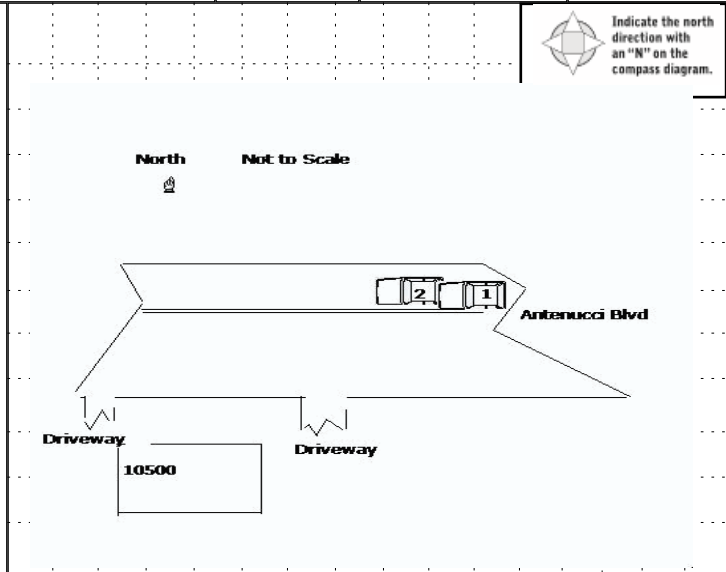 Indicate the north
direction with
an “N” on the
compass diagram.
North
Not to Scale
2
1
Antenucci Blvd
Driveway
Driveway
10500